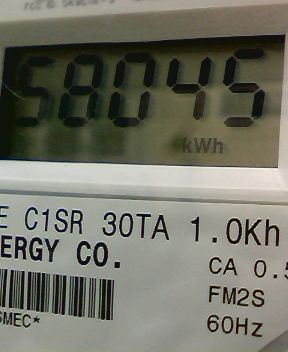 58045
kWh
E C1SR 30TA 1.0Kh
ERGY CO.
CA 0.5
FM2S
60Hz
SMEC*